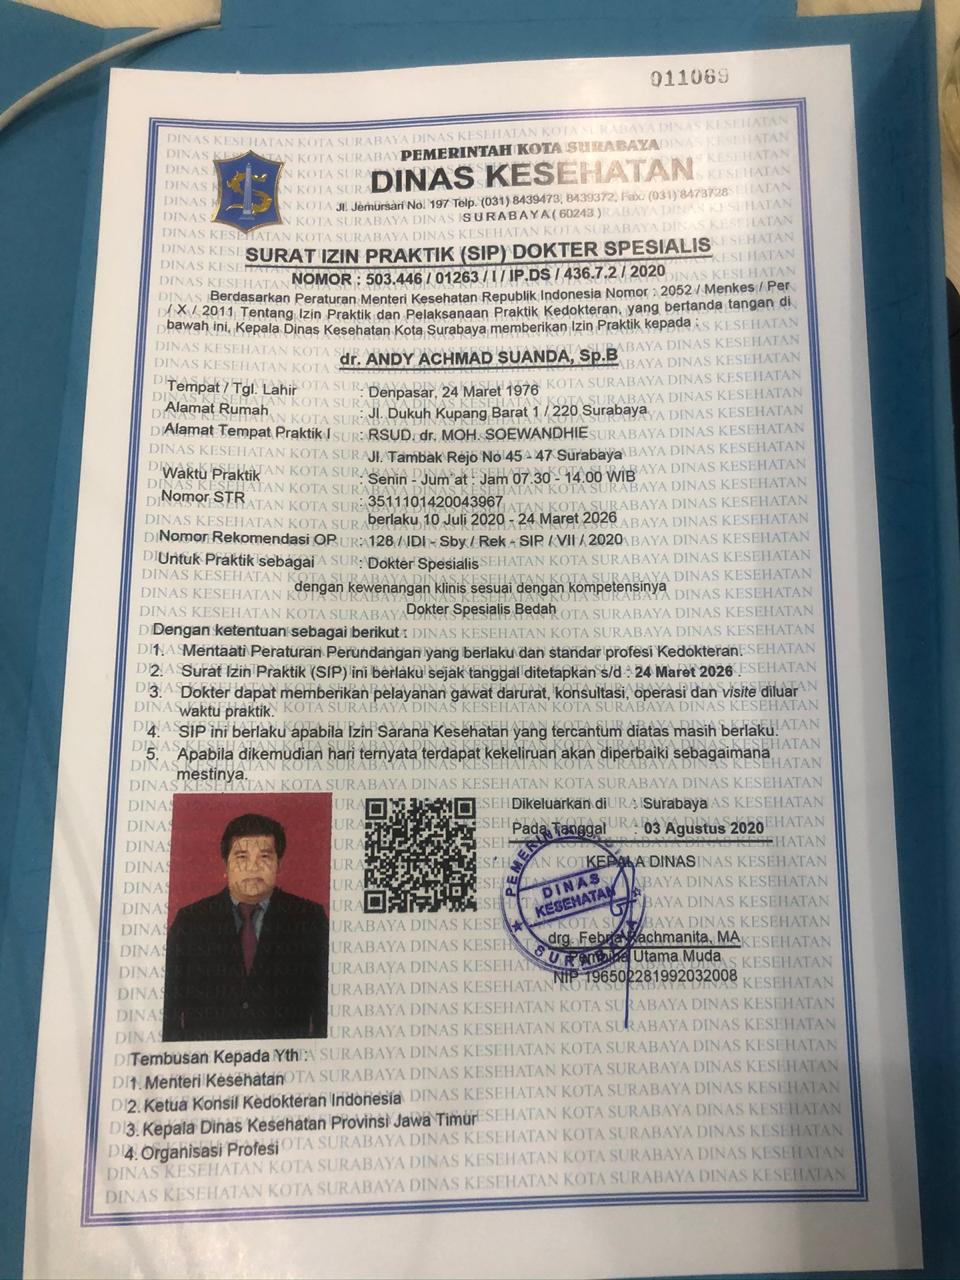 011069
PEMERINTAH KOTA SURABAYA
DINAS KESEHATAN
Jl. Jemursari No. 197 Telp. (031) 8439473, 8439372, Fax. (031) 8473728
SURABAYA ( 60243 )
SURAT IZIN PRAKTIK (SIP) DOKTER SPESIALIS
NOMOR : 503.446 / 01263 / I / IP.DS / 436.7.2 / 2020
Berdasarkan Peraturan Menteri Kesehatan Republik Indonesia Nomor : 2052 / Menkes / Per
/ X / 2011 Tentang Izin Praktik dan Pelaksanaan Praktik Kedokteran, yang bertanda tangan di
bawah ini, Kepala Dinas Kesehatan Kota Surabaya memberikan Izin Praktik kepada :
dr. ANDY ACHMAD SUANDA, Sp.B
Tempat / Tgl. Lahir : Denpasar, 24 Maret 1976
Alamat Rumah : Jl. Dukuh Kupang Barat 1 / 220 Surabaya
Alamat Tempat Praktik I : RSUD. dr. MOH. SOEWANDHIE
Jl. Tambak Rejo No 45 - 47 Surabaya
Waktu Praktik : Senin - Jum'at : Jam 07.30 - 14.00 WIB
Nomor STR : 3511101420043967
berlaku 10 Juli 2020 - 24 Maret 2026
Nomor Rekomendasi OP : 128 / IDI - Sby / Rek - SIP / VII / 2020
Untuk Praktik sebagai : Dokter Spesialis
dengan kewenangan klinis sesuai dengan kompetensinya
Dokter Spesialis Bedah
Dengan ketentuan sebagai berikut :
1. Mentaati Peraturan Perundangan yang berlaku dan standar profesi Kedokteran.
2. Surat Izin Praktik (SIP) ini berlaku sejak tanggal ditetapkan s/d : 24 Maret 2026 .
3. Dokter dapat memberikan pelayanan gawat darurat, konsultasi, operasi dan visite diluar
waktu praktik.
4. SIP ini berlaku apabila Izin Sarana Kesehatan yang tercantum diatas masih berlaku.
5. Apabila dikemudian hari ternyata terdapat kekeliruan akan diperbaiki sebagaimana
mestinya.
Dikeluarkan di : Surabaya
Pada Tanggal : 03 Agustus 2020
KEPALA DINAS
DINAS
KESEHATAN
SURABAYA
drg. Febria Rachmanita, MA
Pembina Utama Muda
NIP 196502281992032008
Tembusan Kepada Yth :
1. Menteri Kesehatan
2. Ketua Konsil Kedokteran Indonesia
3. Kepala Dinas Kesehatan Provinsi Jawa Timur
4. Organisasi Profesi